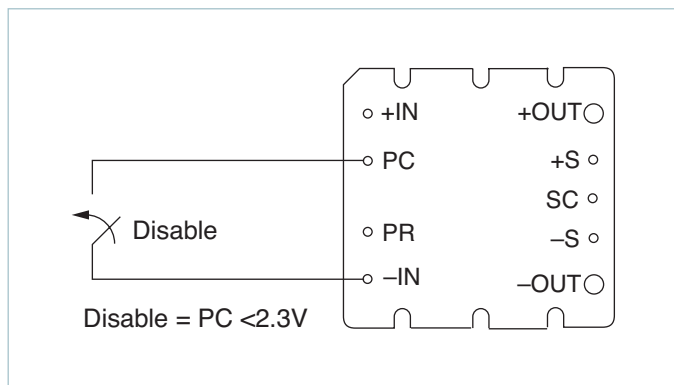 +IN +OUT
PC +S
SC
Disable PR –S
–IN –OUT
Disable = PC <2.3V